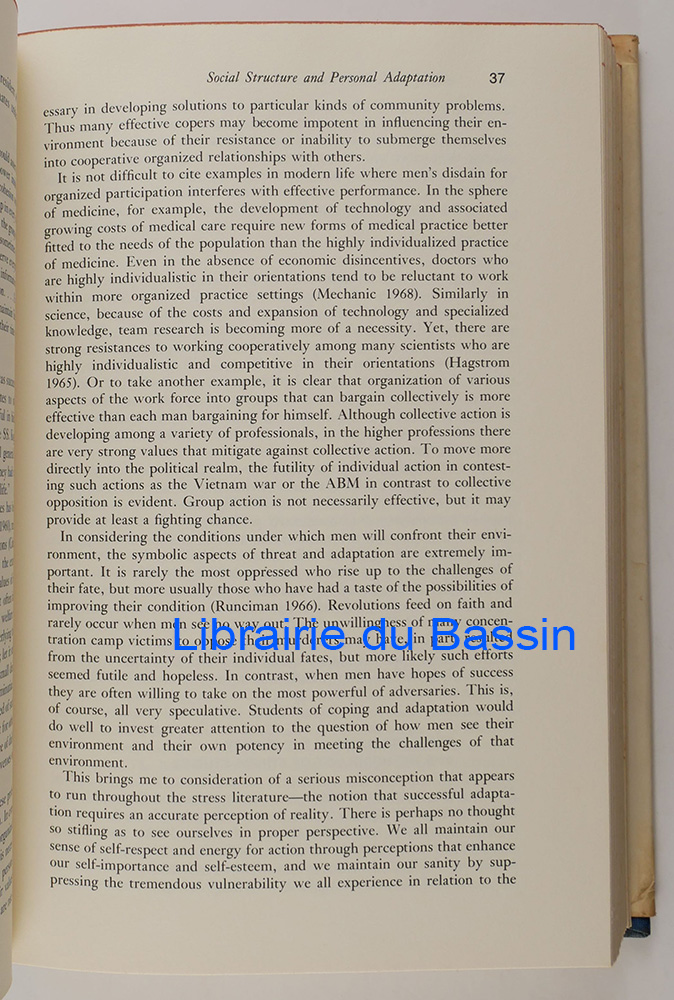 Social Structure and Personal Adaptation 37
essary in developing solutions to particular kinds of community problems.
Thus many effective copers may become impotent in influencing their en-
vironment because of their resistance or inability to submerge themselves
into cooperative organized relationships with others.
It is not difficult to cite examples in modern life where men's disdain for
organized participation interferes with effective performance. In the sphere
of medicine, for example, the development of technology and associated
growing costs of medical care require new forms of medical practice better
fitted to the needs of the population than the highly individualized practice
of medicine. Even in the absence of economic disincentives, doctors who
are highly individualistic in their orientations tend to be reluctant to work
within more organized practice settings (Mechanic 1968). Similarly in
science, because of the costs and expansion of technology and specialized
knowledge, team research is becoming more of a necessity. Yet, there are
strong resistances to working cooperatively among many scientists who are
highly individualistic and competitive in their orientations (Hagstrom
1965). Or to take another example, it is clear that organization of various
aspects of the work force into groups that can bargain collectively is more
effective than each man bargaining for himself. Although collective action is
developing among a variety of professionals, in the higher professions there
are very strong values that mitigate against collective action. To move more
directly into the political realm, the futility of individual action in contest-
ing such actions as the Vietnam war or the ABM in contrast to collective
opposition is evident. Group action is not necessarily effective, but it may
provide at least a fighting chance.
In considering the conditions under which men will confront their envi-
ronment, the symbolic aspects of threat and adaptation are extremely im-
portant. It is rarely the most oppressed who rise up to the challenges of
their fate, but more usually those who have had a taste of the possibilities of
improving their condition (Runciman 1966). Revolutions feed on faith and
rarely occur when men see no way out. The unwillingness of many concen-
tration camp victims to oppose their murderers may have, in part, resulted
Librairie du Bassin
from the uncertainty of their individual fates, but more likely such efforts
seemed futile and hopeless. In contrast, when men have hopes of success
they are often willing to take on the most powerful of adversaries. This is,
of course, all very speculative. Students of coping and adaptation would
do well to invest greater attention to the question of how men see their
environment and their own potency in meeting the challenges of that
environment.
This brings me to consideration of a serious misconception that appears
to run throughout the stress literature—the notion that successful adapta-
tion requires an accurate perception of reality. There is perhaps no thought
so stifling as to see ourselves in proper perspective. We all maintain our
sense of self-respect and energy for action through perceptions that enhance
our self-importance and self-esteem, and we maintain our sanity by sup-
pressing the tremendous vulnerability we all experience in relation to the